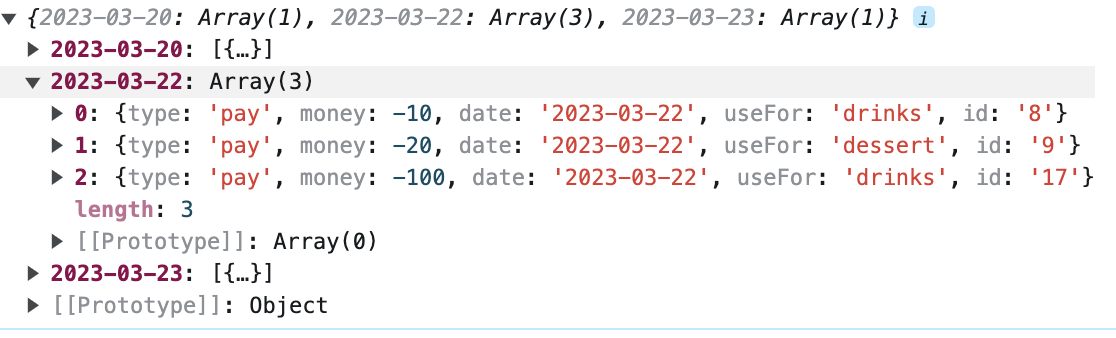 {2023-03-20: Array(1), 2023-03-22: Array(3), 2023-03-23: Array(1)} i
2023-03-20: [{…}]
2023-03-22: Array(3)
0: {type: 'pay', money: -10, date: '2023-03-22', useFor: 'drinks', id: '8'}
1: {type: 'pay', money: -20, date: '2023-03-22', useFor: 'dessert', id: '9'}
2: {type: 'pay', money: -100, date: '2023-03-22', useFor: 'drinks', id: '17'}
length: 3
[[Prototype]]: Array(0)
2023-03-23: [{…}]
[[Prototype]]: Object